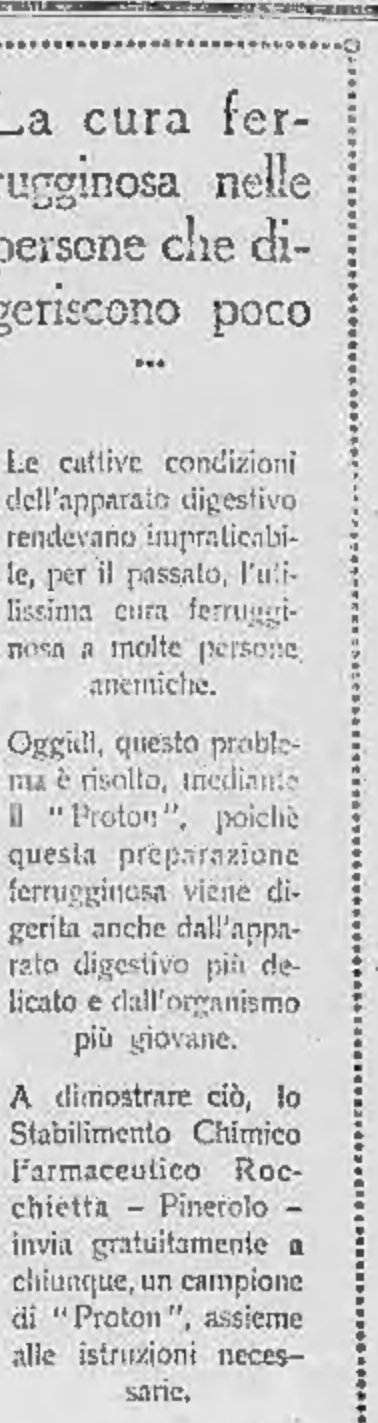 La cura fer-
rugginosa nelle
persone che di-
geriscono poco
•••
Le cattive condizioni
dell'apparato digestivo
rendevano impraticabi-
le, per il passato, l'uti-
lissima cura ferruggi-
nosa a molte persone
anemiche.
Oggidì, questo proble-
ma è risolto, mediante
il "Proton", poichè
questa preparazione
ferrugginosa viene di-
gerita anche dall'appa-
rato digestivo più de-
licato e dall'organismo
più giovane.
A dimostrare ciò, lo
Stabilimento Chimico
Farmaceutico Roc-
chietta – Pinerolo –
invia gratuitamente a
chiunque, un campione
di "Proton", assieme
alle istruzioni neces-
sarie.